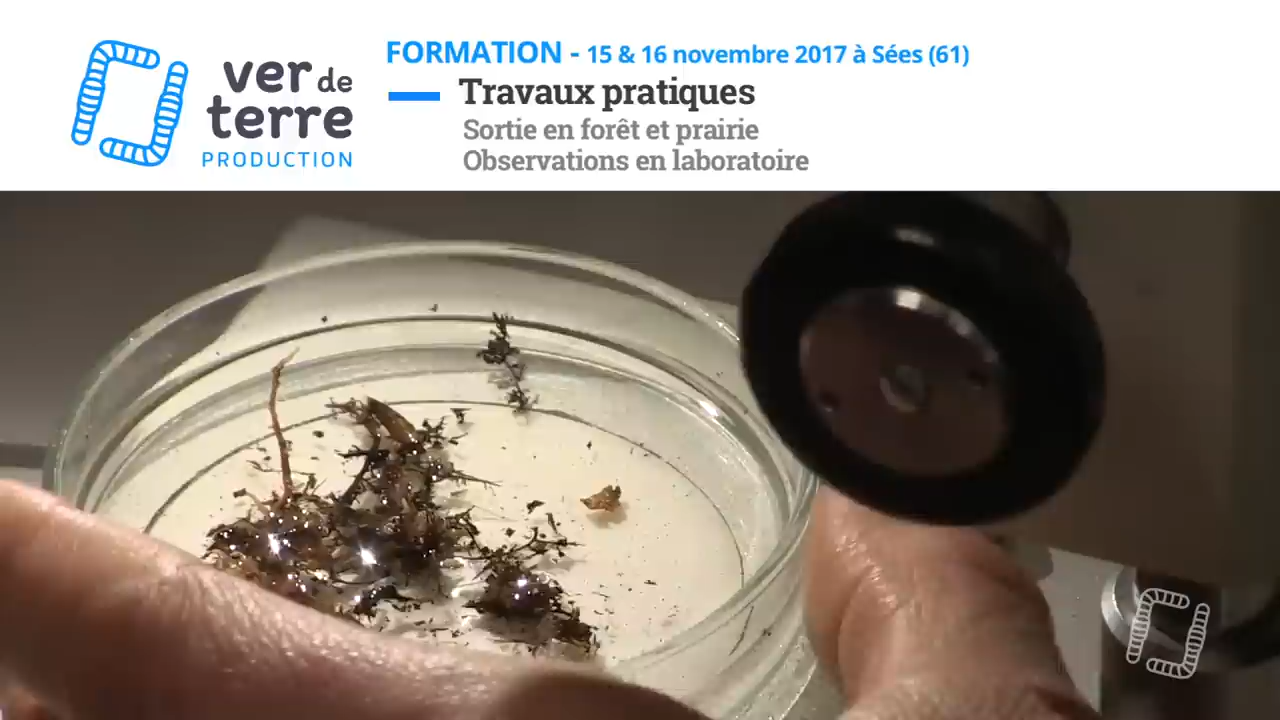 ver de
terre
PRODUCTION
FORMATION - 15 & 16 novembre 2017 à Sées (61)
Travaux pratiques
Sortie en forêt et prairie
Observations en laboratoire